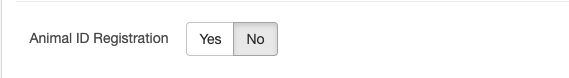 Animal ID Registration Yes No